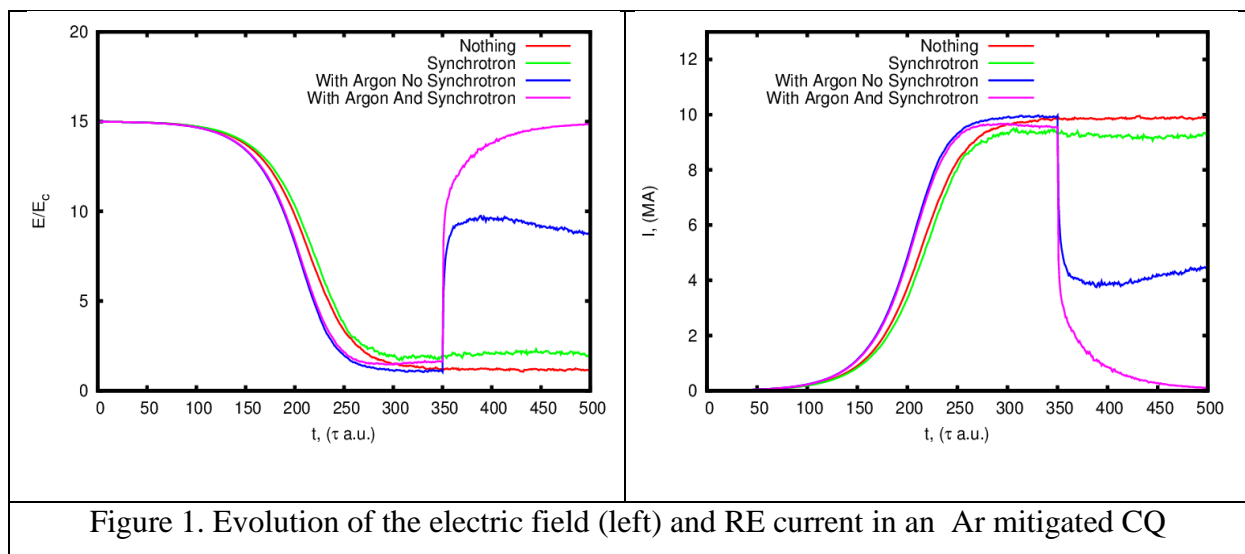 20
15
10
5
0
E/E_c
Nothing
Synchrotron
With Argon No Synchrotron
With Argon And Synchrotron
0 50 100 150 200 250 300 350 400 450 500
t, (τ a.u.)
12
10
8
6
4
2
0
I, (MA)
Nothing
Synchrotron
With Argon No Synchrotron
With Argon And Synchrotron
0 50 100 150 200 250 300 350 400 450 500
t, (τ a.u.)
Figure 1. Evolution of the electric field (left) and RE current in an Ar mitigated CQ